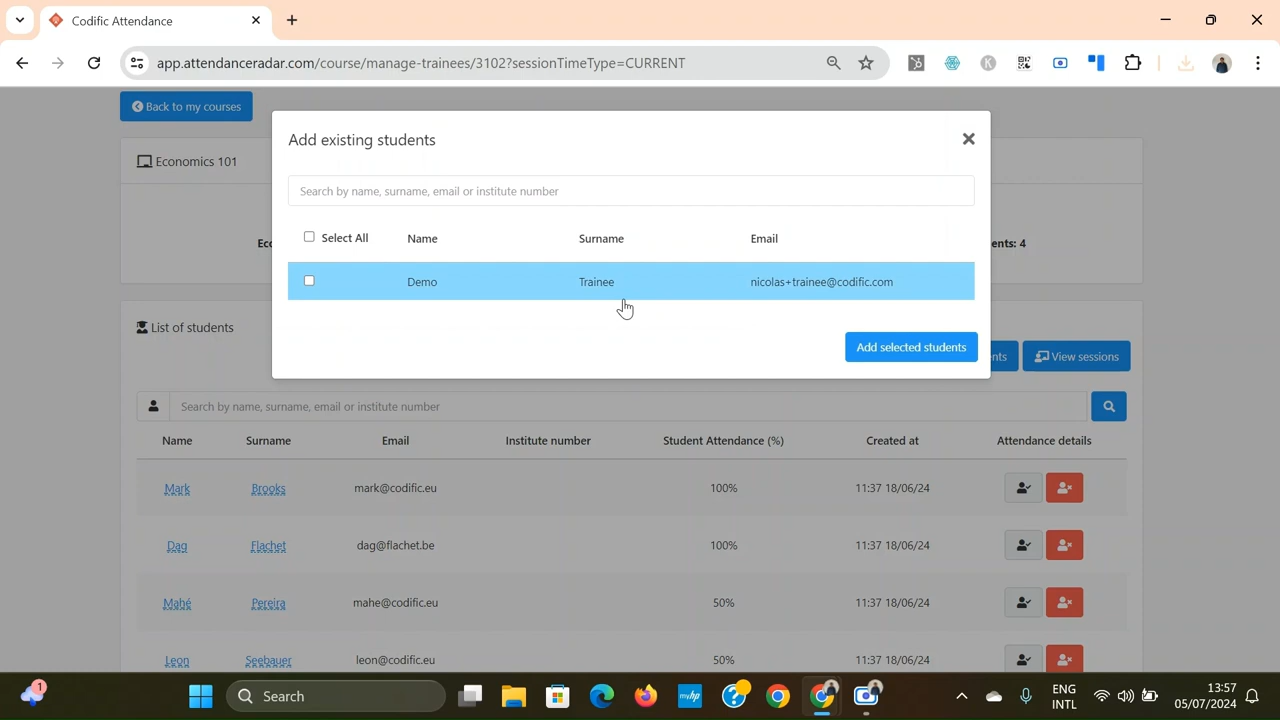 Codific Attendance
app.attendanceradar.com/course/manage-trainees/3102?sessionTimeType=CURRENT
K
Back to my courses
Add existing students
Economics 101
Search by name, surname, email or institute number
Select All Name Surname Email
Ec
ents: 4
Demo Trainee nicolas+trainee@codific.com
List of students
Add selected students
nts
View sessions
Search by name, surname, email or institute number
Name Surname Email Institute number Student Attendance (%) Created at Attendance details
Mark Brooks mark@codific.eu 100% 11:37 18/06/24
Dag Flachet dag@flachet.be 100% 11:37 18/06/24
Mahé Pereira mahe@codific.eu 50% 11:37 18/06/24
Leon Seebauer leon@codific.eu 50% 11:37 18/06/24
1
Search
myhp
ENG
INTL
13:57
05/07/2024